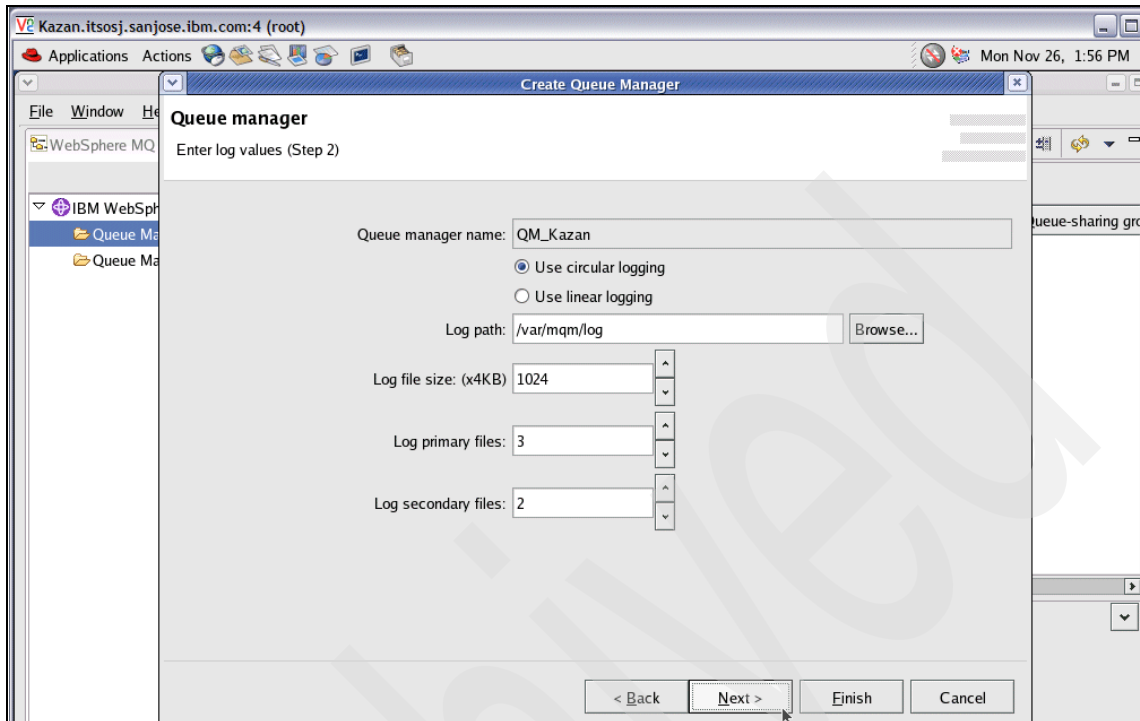 Kazan.itsosj.sanjose.ibm.com:4 (root)
Applications Actions Mon Nov 26, 1:56 PM
Create Queue Manager
File Window He
WebSphere MQ
IBM WebSph
Queue Ma
Queue Ma
Queue manager
Enter log values (Step 2)
Queue-sharing gro
Queue manager name: QM_Kazan
Use circular logging
Use linear logging
Log path: /var/mqm/log Browse...
Log file size: (x4KB) 1024
Log primary files: 3
Log secondary files: 2
< Back Next > Finish Cancel